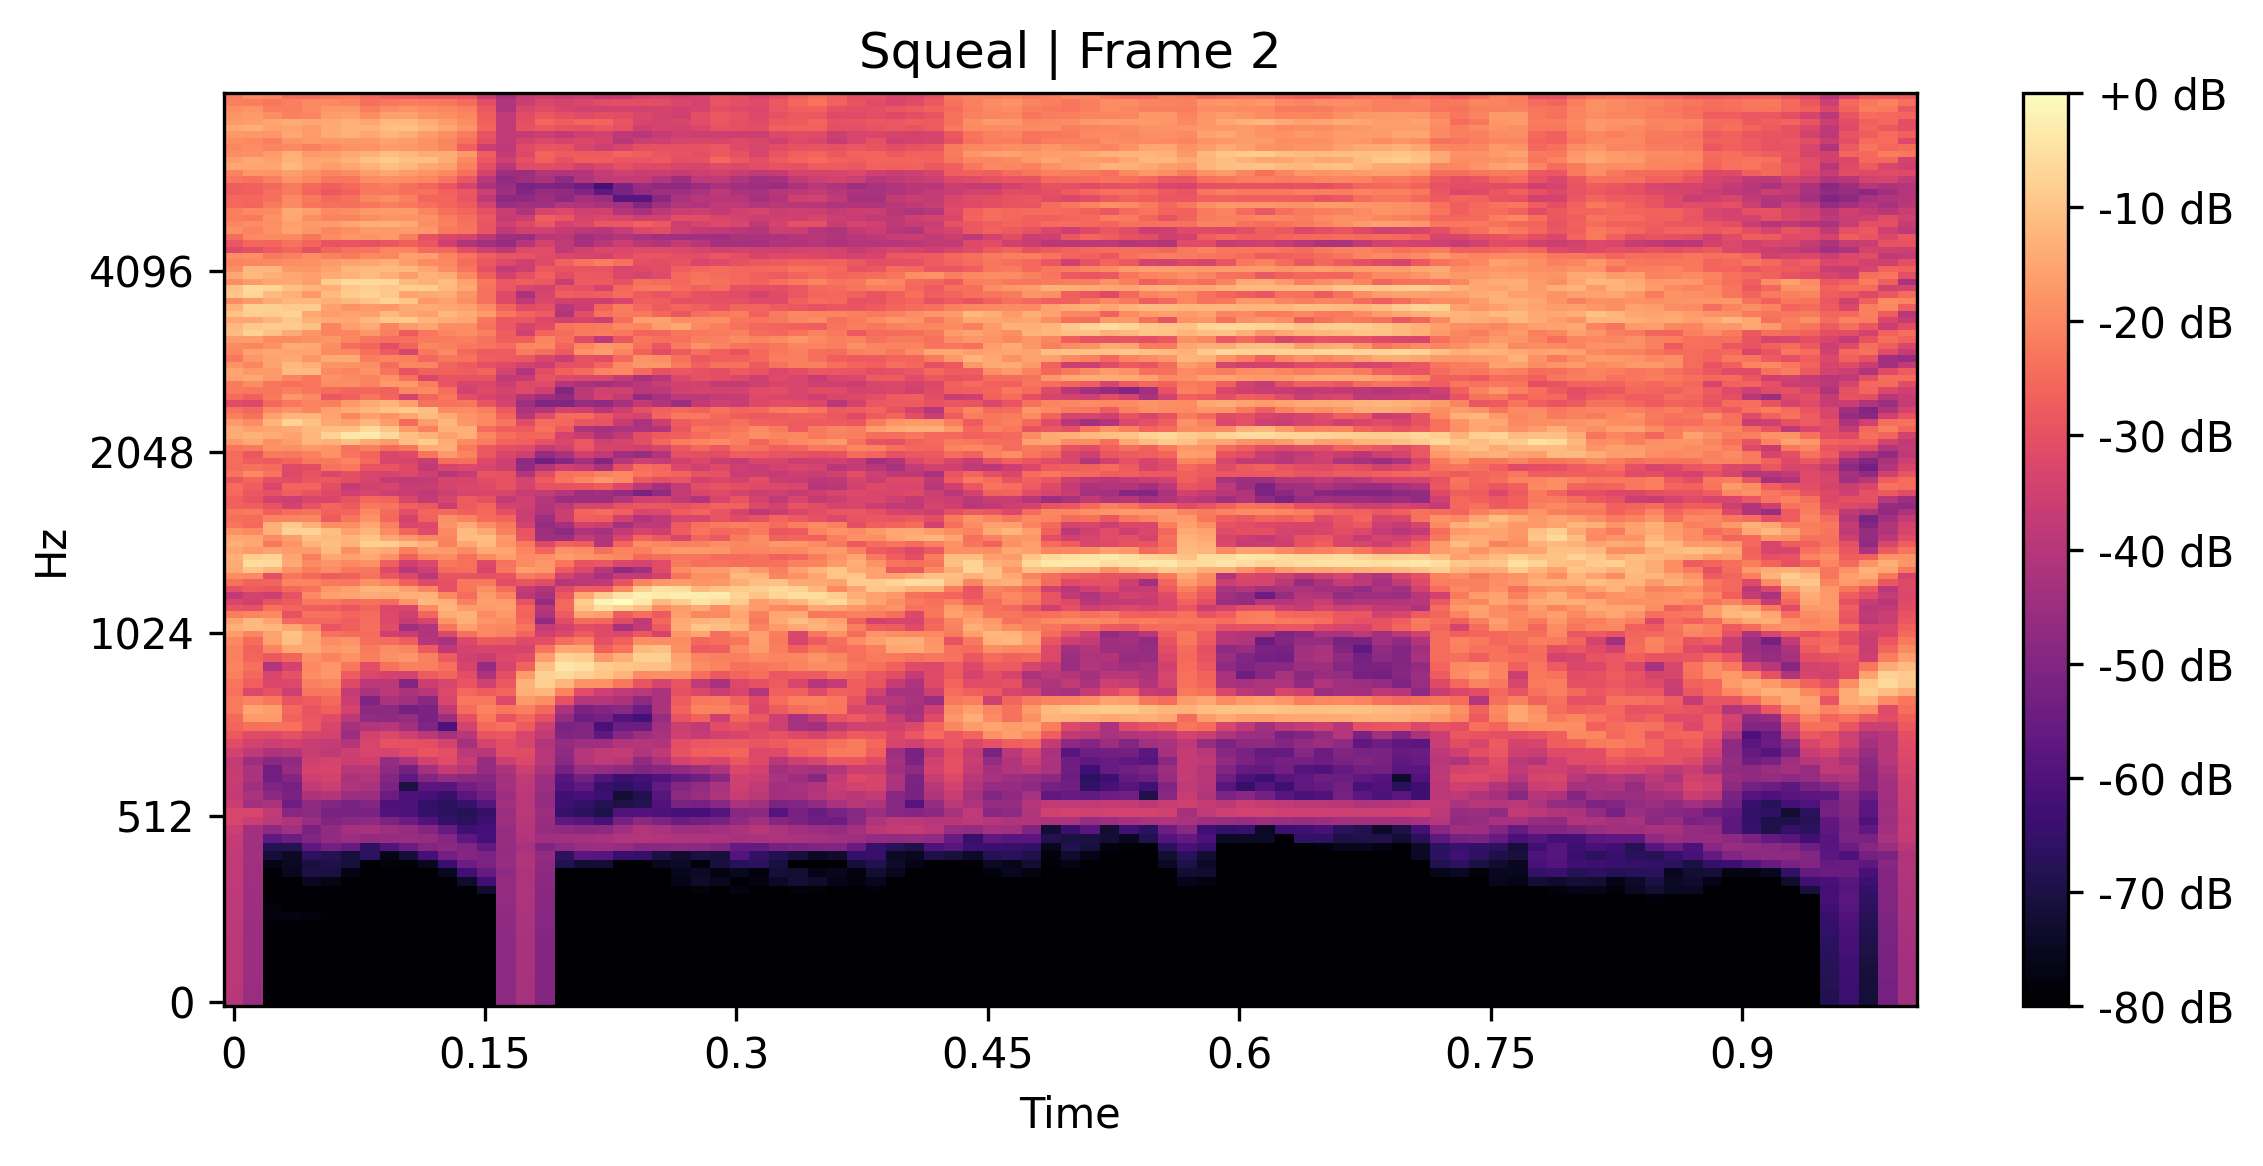 Squeal | Frame 2
Hz
4096
2048
1024
512
0
0 0.15 0.3 0.45 0.6 0.75 0.9
Time
+0 dB
-10 dB
-20 dB
-30 dB
-40 dB
-50 dB
-60 dB
-70 dB
-80 dB